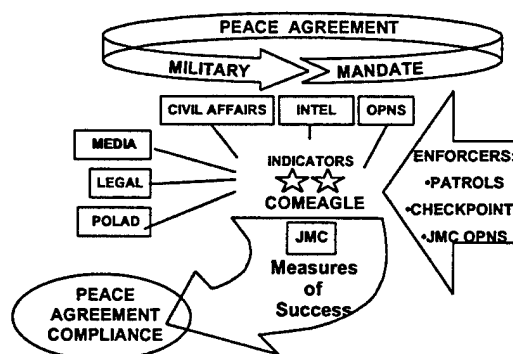 PEACE AGREEMENT
MILITARY MANDATE
CIVIL AFFAIRS INTEL OPNS
MEDIA
LEGAL
POLAD
INDICATORS
COMEAGLE
ENFORCERS:
•PATROLS
•CHECKPOINT
•JMC OPNS
JMC
Measures
of
Success
PEACE
AGREEMENT
COMPLIANCE